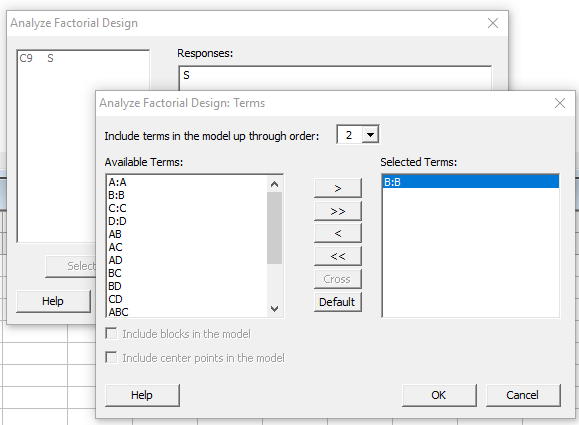 Analyze Factorial Design
C9 S
Responses:
S
Analyze Factorial Design: Terms
Include terms in the model up through order: 2
Available Terms:
A:A
B:B
C:C
D:D
AB
AC
AD
BC
BD
CD
ABC
>
>>
<
<<
Cross
Default
Selected Terms:
B:B
Select
Help
Include blocks in the model
Include center points in the model
Help
OK
Cancel